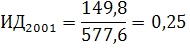 ИД2001 = 149,8 / 577,6 = 0,25